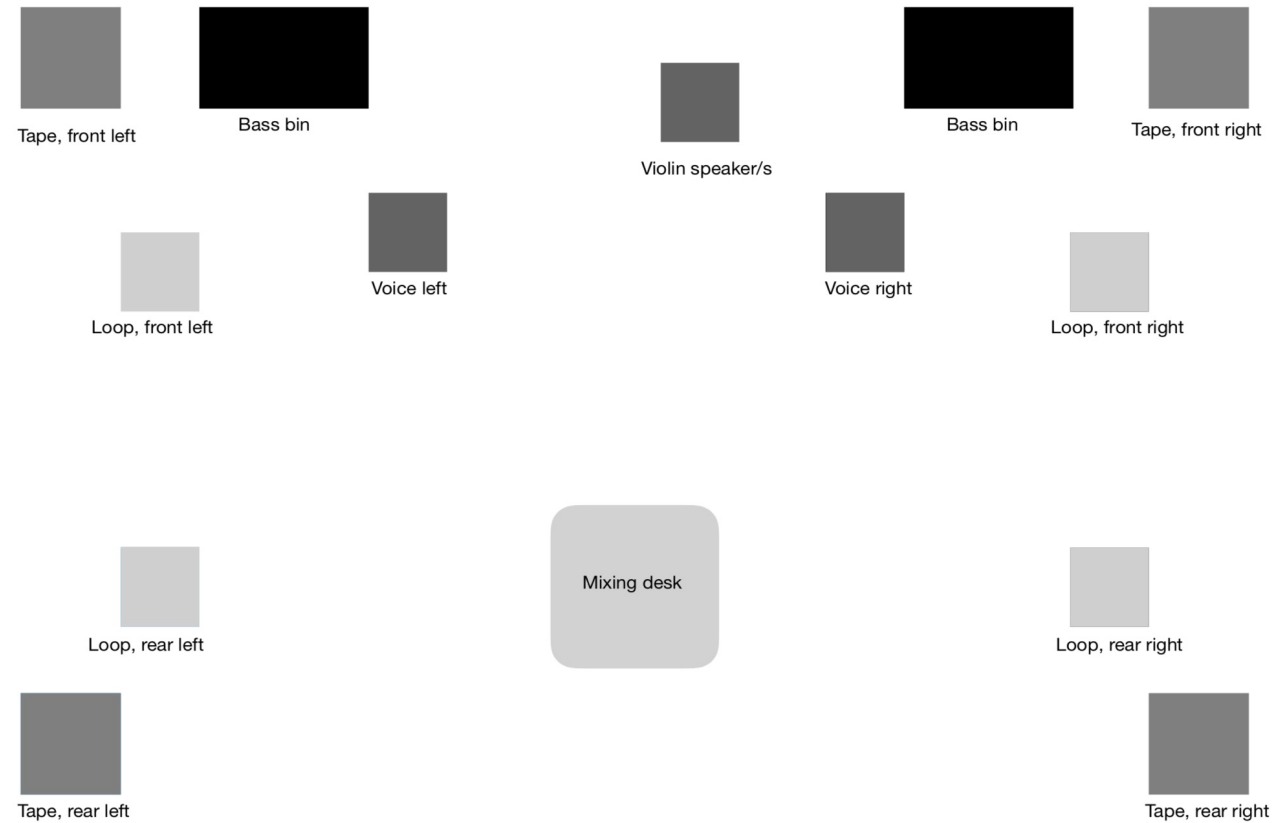 Tape, front left
Bass bin
Bass bin
Tape, front right
Violin speaker/s
Voice left
Voice right
Loop, front left
Loop, front right
Mixing desk
Loop, rear left
Loop, rear right
Tape, rear left
Tape, rear right